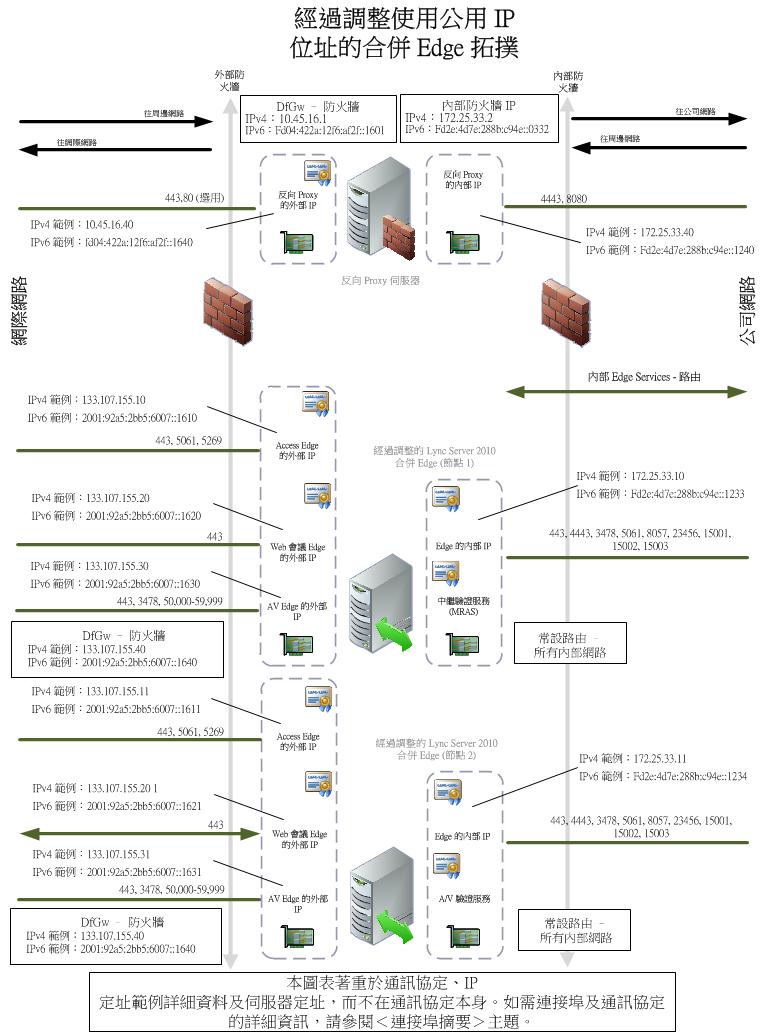 經過調整使用公用 IP
位址的合併 Edge 拓撲
外部防
火牆
內部防
火牆
往周邊網路
往網際網路
DfGw – 防火牆
IPv4：10.45.16.1
IPv6：Fd04:422a:12f6:af2f::1601
內部防火牆 IP
IPv4：172.25.33.2
IPv6：Fd2e:4d7e:288b:c94e::0332
往公司網路
往周邊網路
443,80 (選用)
反向 Proxy
的外部 IP
反向 Proxy
的內部 IP
4443, 8080
IPv4 範例：10.45.16.40
IPv6 範例：fd04:422a:12f6:af2f::1640
IPv4 範例：172.25.33.40
IPv6 範例：Fd2e:4d7e:288b:c94e::1240
反向 Proxy 伺服器
網際網路
公司網路
內部 Edge Services - 路由
IPv4 範例：133.107.155.10
IPv6 範例：2001:92a5:2bb5:6007::1610
443, 5061, 5269
Access Edge
的外部 IP
經過調整的 Lync Server 2010
合併 Edge (節點 1)
IPv4 範例：172.25.33.10
IPv6 範例：Fd2e:4d7e:288b:c94e::1233
IPv4 範例：133.107.155.20
IPv6 範例：2001:92a5:2bb5:6007::1620
443
Web 會議 Edge
的外部 IP
Edge 的內部 IP
443, 4443, 3478, 5061, 8057, 23456, 15001,
15002, 15003
IPv4 範例：133.107.155.30
IPv6 範例：2001:92a5:2bb5:6007::1630
443, 3478, 50,000-59,999
AV Edge 的外部
IP
中繼驗證服務
(MRAS)
DfGw – 防火牆
IPv4 範例：133.107.155.40
IPv6 範例：2001:92a5:2bb5:6007::1640
常設路由 –
所有內部網路
IPv4 範例：133.107.155.11
IPv6 範例：2001:92a5:2bb5:6007::1611
443, 5061, 5269
Access Edge
的外部 IP
經過調整的 Lync Server 2010
合併 Edge (節點 2)
IPv4 範例：172.25.33.11
IPv6 範例：Fd2e:4d7e:288b:c94e::1234
IPv4 範例：133.107.155.20 1
IPv6 範例：2001:92a5:2bb5:6007::1621
443
Web 會議 Edge
的外部 IP
Edge 的內部 IP
443, 4443, 3478, 5061, 8057, 23456, 15001,
15002, 15003
IPv4 範例：133.107.155.31
IPv6 範例：2001:92a5:2bb5:6007::1631
443, 3478, 50,000-59,999
AV Edge 的外部
IP
A/V 驗證服務
DfGw – 防火牆
IPv4 範例：133.107.155.40
IPv6 範例：2001:92a5:2bb5:6007::1640
常設路由 –
所有內部網路
本圖表著重於通訊協定、IP
定址範例詳細資料及伺服器定址，而不在通訊協定本身。如需連接埠及通訊協定
的詳細資訊，請參閱＜連接埠摘要＞主題。